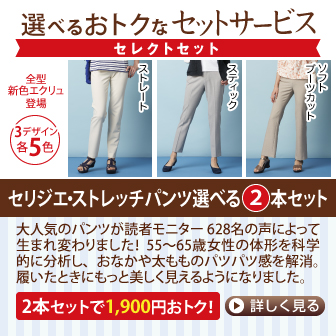 選べるおトクなセットサービス
セレクトセット
全型
新色エクリュ
登場
3デザイン
各5色
ストレート
スティック
ソフト
ブーツカット
セリジエ・ストレッチパンツ選べる2本セット
大人気のパンツが読者モニター628名の声によって
生まれ変わりました! 55〜65歳女性の体形を科学
的に分析し、おなかや太もものパツパツ感を解消。
履いたときにもっと美しく見えるようになりました。
2本セットで1,900円おトク!
詳しく見る